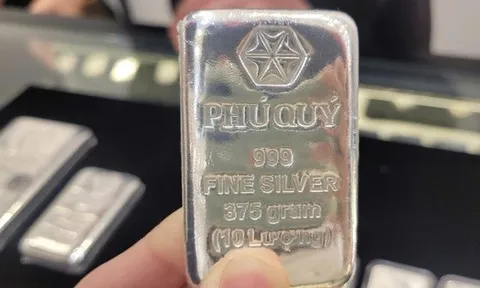 PHÚ QUÝ
999
FINE SILVER
375 gram
(10 Lượng)